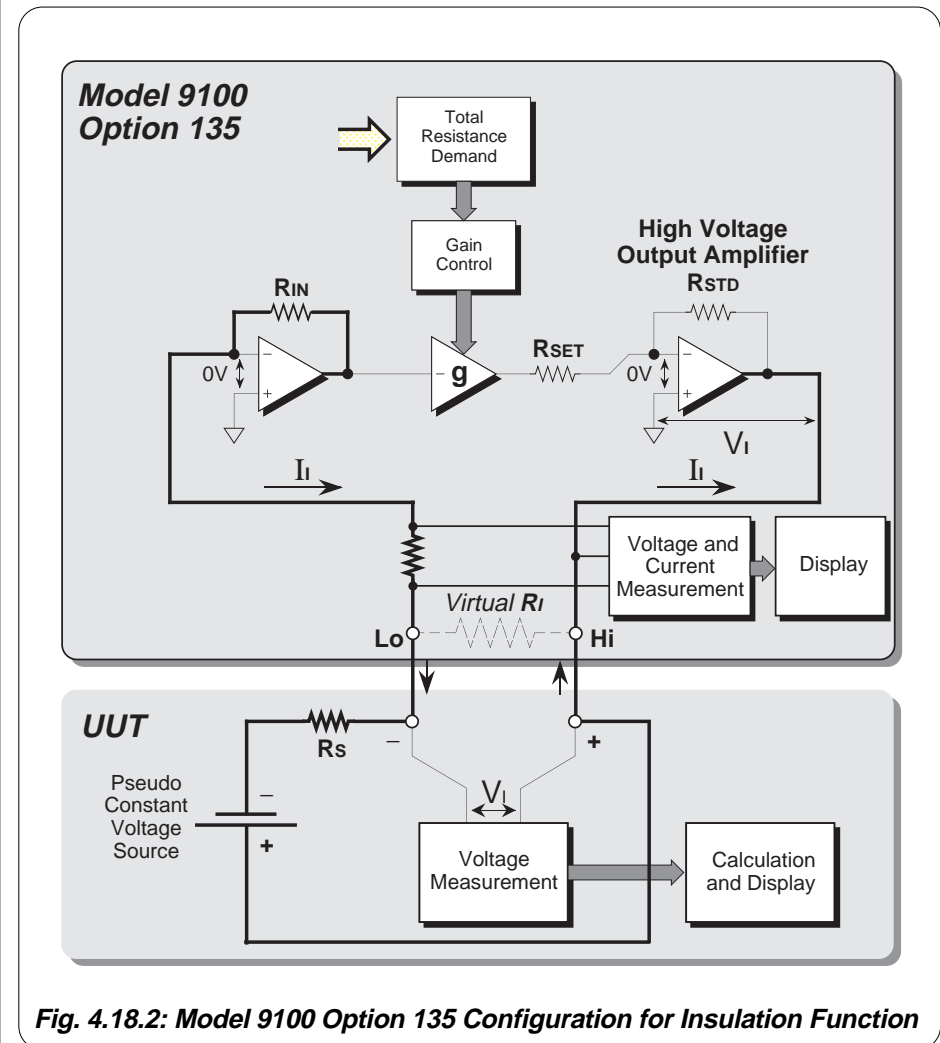 Model 9100
Option 135
Total
Resistance
Demand
Gain
Control
High Voltage
Output Amplifier
RIN
RSTD
RSET
0V
−
+
− g
0V
−
+
VI
II
II
Voltage and
Current
Measurement
Display
Virtual RI
Lo
Hi
UUT
RS
−
+
Pseudo
Constant
Voltage
Source
−
+
VI
Voltage
Measurement
Calculation
and Display
Fig. 4.18.2: Model 9100 Option 135 Configuration for Insulation Function